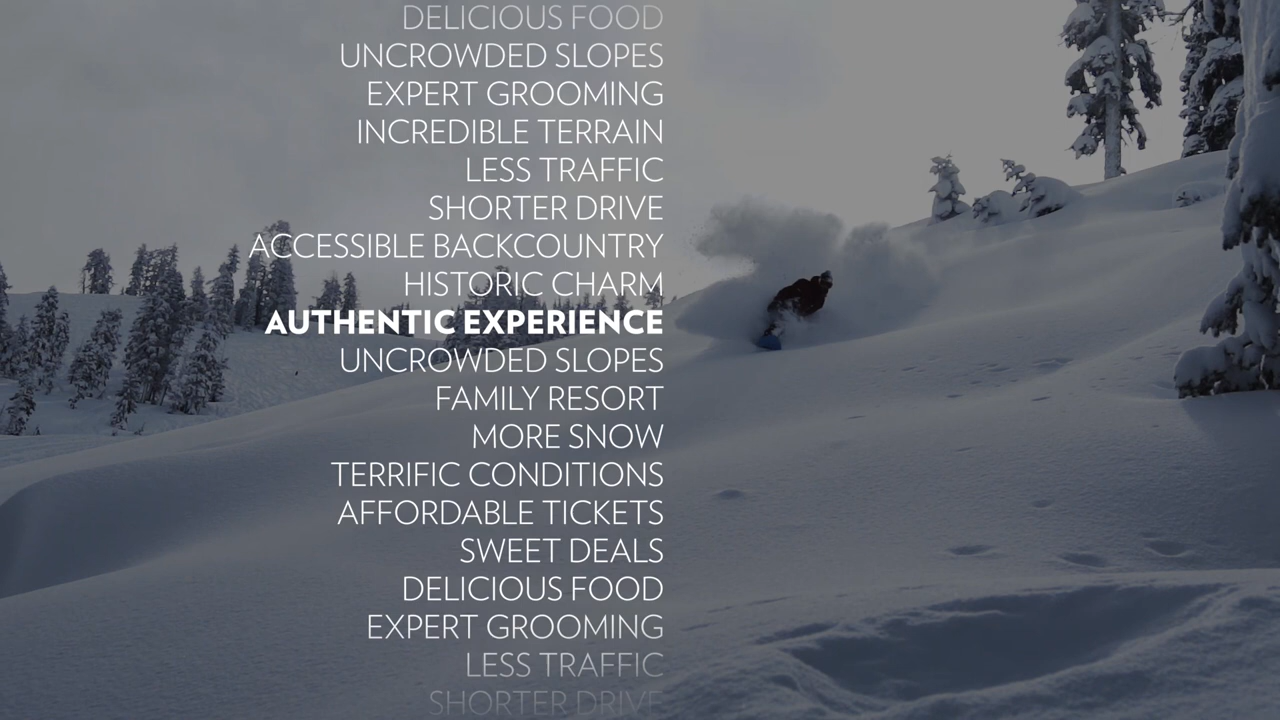 DELICIOUS FOOD
UNCROWDED SLOPES
EXPERT GROOMING
INCREDIBLE TERRAIN
LESS TRAFFIC
SHORTER DRIVE
ACCESSIBLE BACKCOUNTRY
HISTORIC CHARM
AUTHENTIC EXPERIENCE
UNCROWDED SLOPES
FAMILY RESORT
MORE SNOW
TERRIFIC CONDITIONS
AFFORDABLE TICKETS
SWEET DEALS
DELICIOUS FOOD
EXPERT GROOMING
LESS TRAFFIC
SHORTER DRIVE